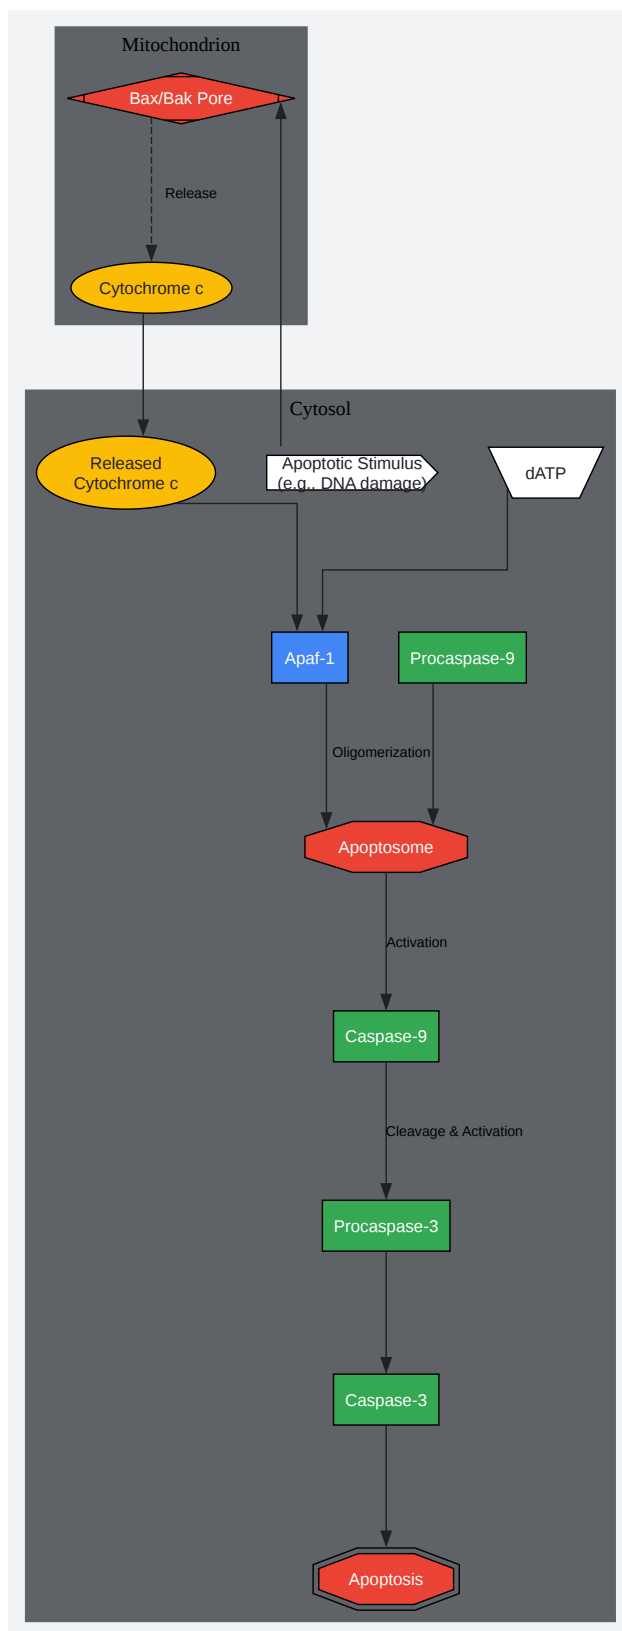 Mitochondrion
Bax/Bak Pore
Release
Cytochrome c
Cytosol
Released
Cytochrome c
Apoptotic Stimulus
(e.g., DNA damage)
dATP
Apaf-1
Procaspase-9
Oligomerization
Apoptosome
Activation
Caspase-9
Cleavage & Activation
Procaspase-3
Caspase-3
Apoptosis